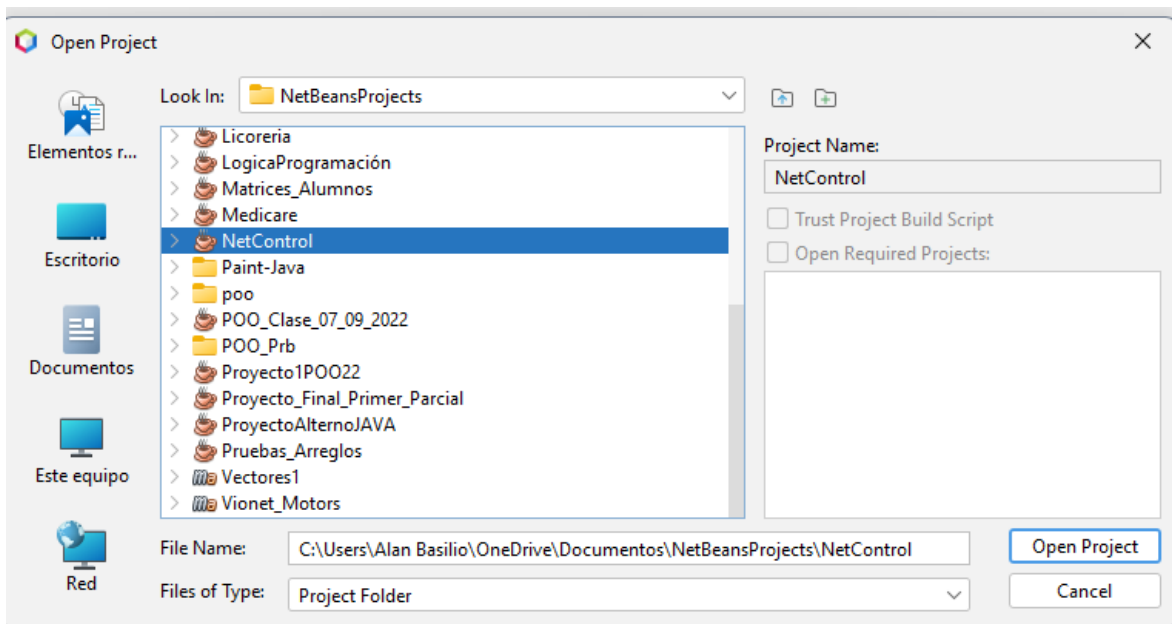 Open Project
Look In: NetBeansProjects
Elementos r...
Escritorio
Documentos
Este equipo
Red
Licoreria
LogicaProgramación
Matrices_Alumnos
Medicare
NetControl
Paint-Java
poo
POO_Clase_07_09_2022
POO_Prb
Proyecto1POO22
Proyecto_Final_Primer_Parcial
ProyectoAlternoJAVA
Pruebas_Arreglos
Vectores1
Vionet_Motors
Project Name:
NetControl
Trust Project Build Script
Open Required Projects:
File Name: C:\Users\Alan Basilio\OneDrive\Documentos\NetBeansProjects\NetControl
Open Project
Files of Type: Project Folder
Cancel